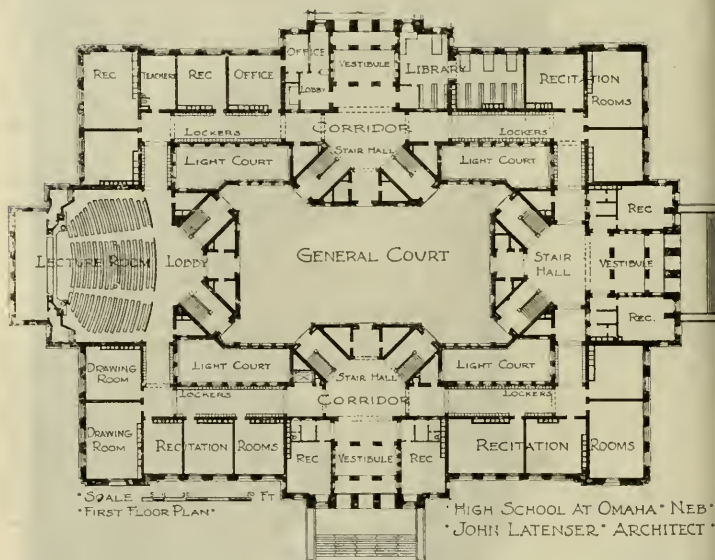 OFFICE
VESTIBULE
LIBRARY
REC
TEACHERS
REC
OFFICE
LOBBY
RECITATION
ROOMS
CORRIDOR
LOCKERS
LOCKERS
STAIR HALL
LIGHT COURT
LIGHT COURT
REC
LECTURE ROOM
LOBBY
GENERAL COURT
STAIR
HALL
VESTIBULE
REC.
LIGHT COURT
LIGHT COURT
DRAWING
ROOM
STAIR HALL
LOCKERS
LOCKERS
CORRIDOR
DRAWING
ROOM
RECITATION ROOMS
REC
VESTIBULE
REC
RECITATION
ROOMS
"SCALE FT
"FIRST FLOOR PLAN"
"HIGH SCHOOL AT OMAHA" NEB"
"JOHN LATENSER" ARCHITECT"